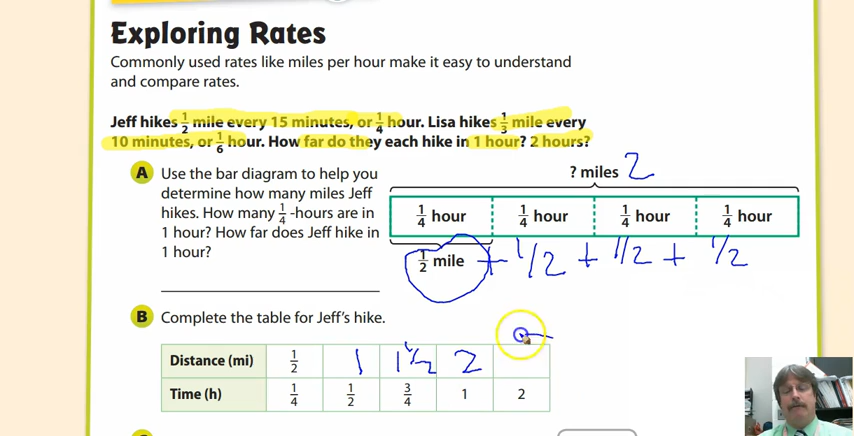 Exploring Rates
Commonly used rates like miles per hour make it easy to understand
and compare rates.
Jeff hikes 1/2 mile every 15 minutes, or 1/4 hour. Lisa hikes 1/3 mile every
10 minutes, or 1/6 hour. How far do they each hike in 1 hour? 2 hours?
A Use the bar diagram to help you
determine how many miles Jeff
hikes. How many 1/4 -hours are in
1 hour? How far does Jeff hike in
1 hour?
? miles 2
1/4 hour 1/4 hour 1/4 hour 1/4 hour
1/2 mile + 1/2 + 1/2 + 1/2
B Complete the table for Jeff's hike.
Distance (mi) 1/2 1 1 1/2 2
Time (h) 1/4 1/2 3/4 1 2